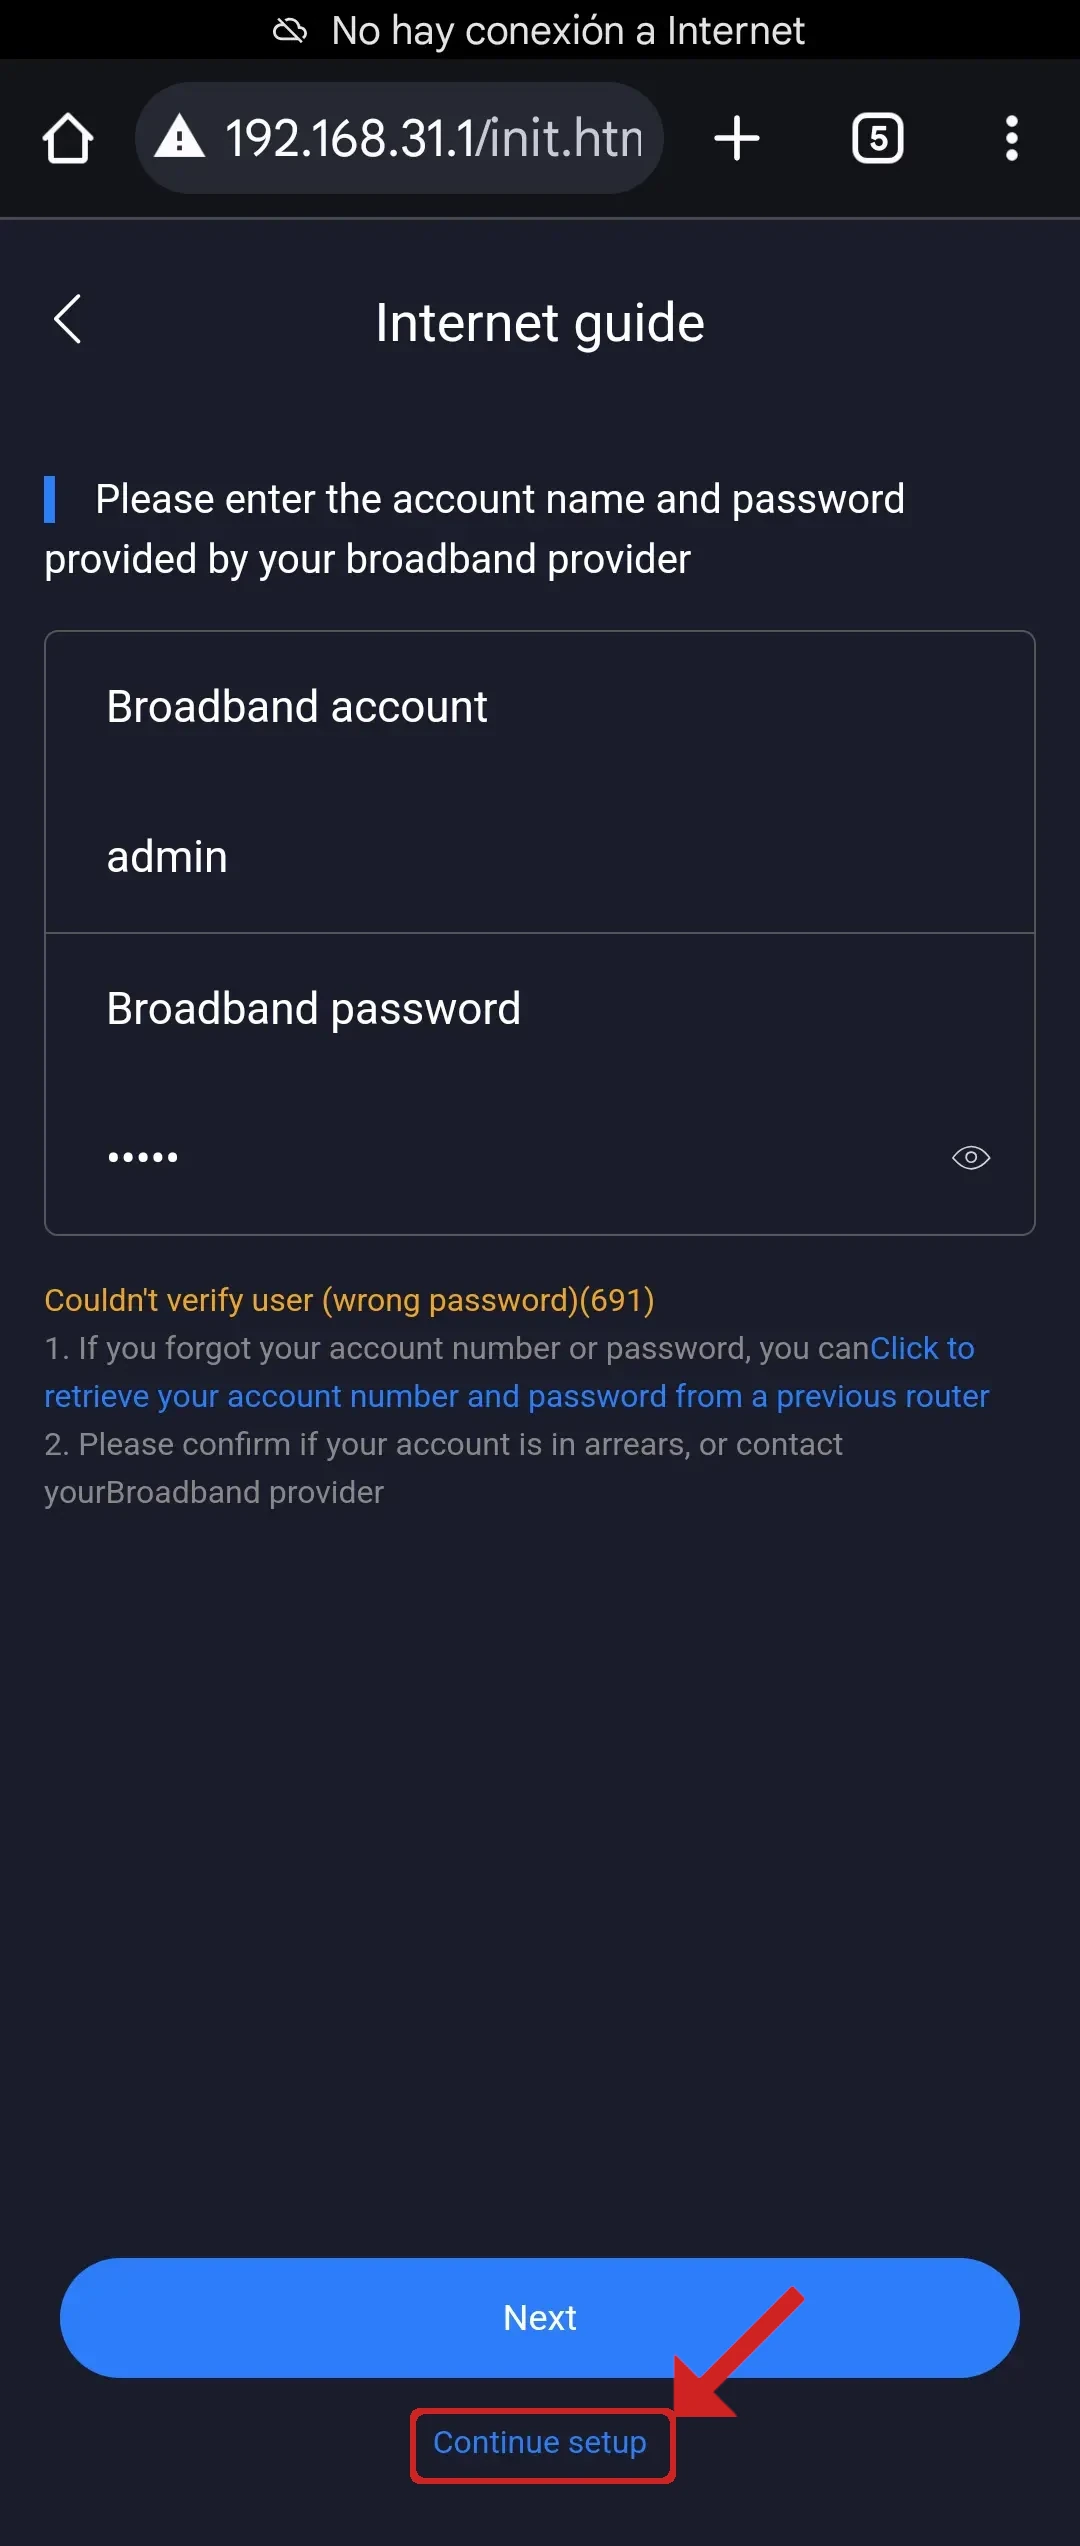 No hay conexión a Internet
192.168.31.1/init.htm
5
Internet guide
Please enter the account name and password
provided by your broadband provider
Broadband account
admin
Broadband password
•••••
Couldn't verify user (wrong password)(691)
1. If you forgot your account number or password, you canClick to
retrieve your account number and password from a previous router
2. Please confirm if your account is in arrears, or contact
yourBroadband provider
Next
Continue setup